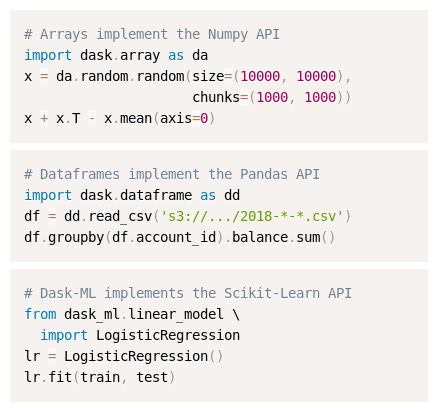 # Arrays implement the Numpy API
import dask.array as da
x = da.random.random(size=(10000, 10000),
                     chunks=(1000, 1000))
x + x.T - x.mean(axis=0)
# Dataframes implement the Pandas API
import dask.dataframe as dd
df = dd.read_csv('s3://.../2018-*-*.csv')
df.groupby(df.account_id).balance.sum()
# Dask-ML implements the Scikit-Learn API
from dask_ml.linear_model \
  import LogisticRegression
lr = LogisticRegression()
lr.fit(train, test)